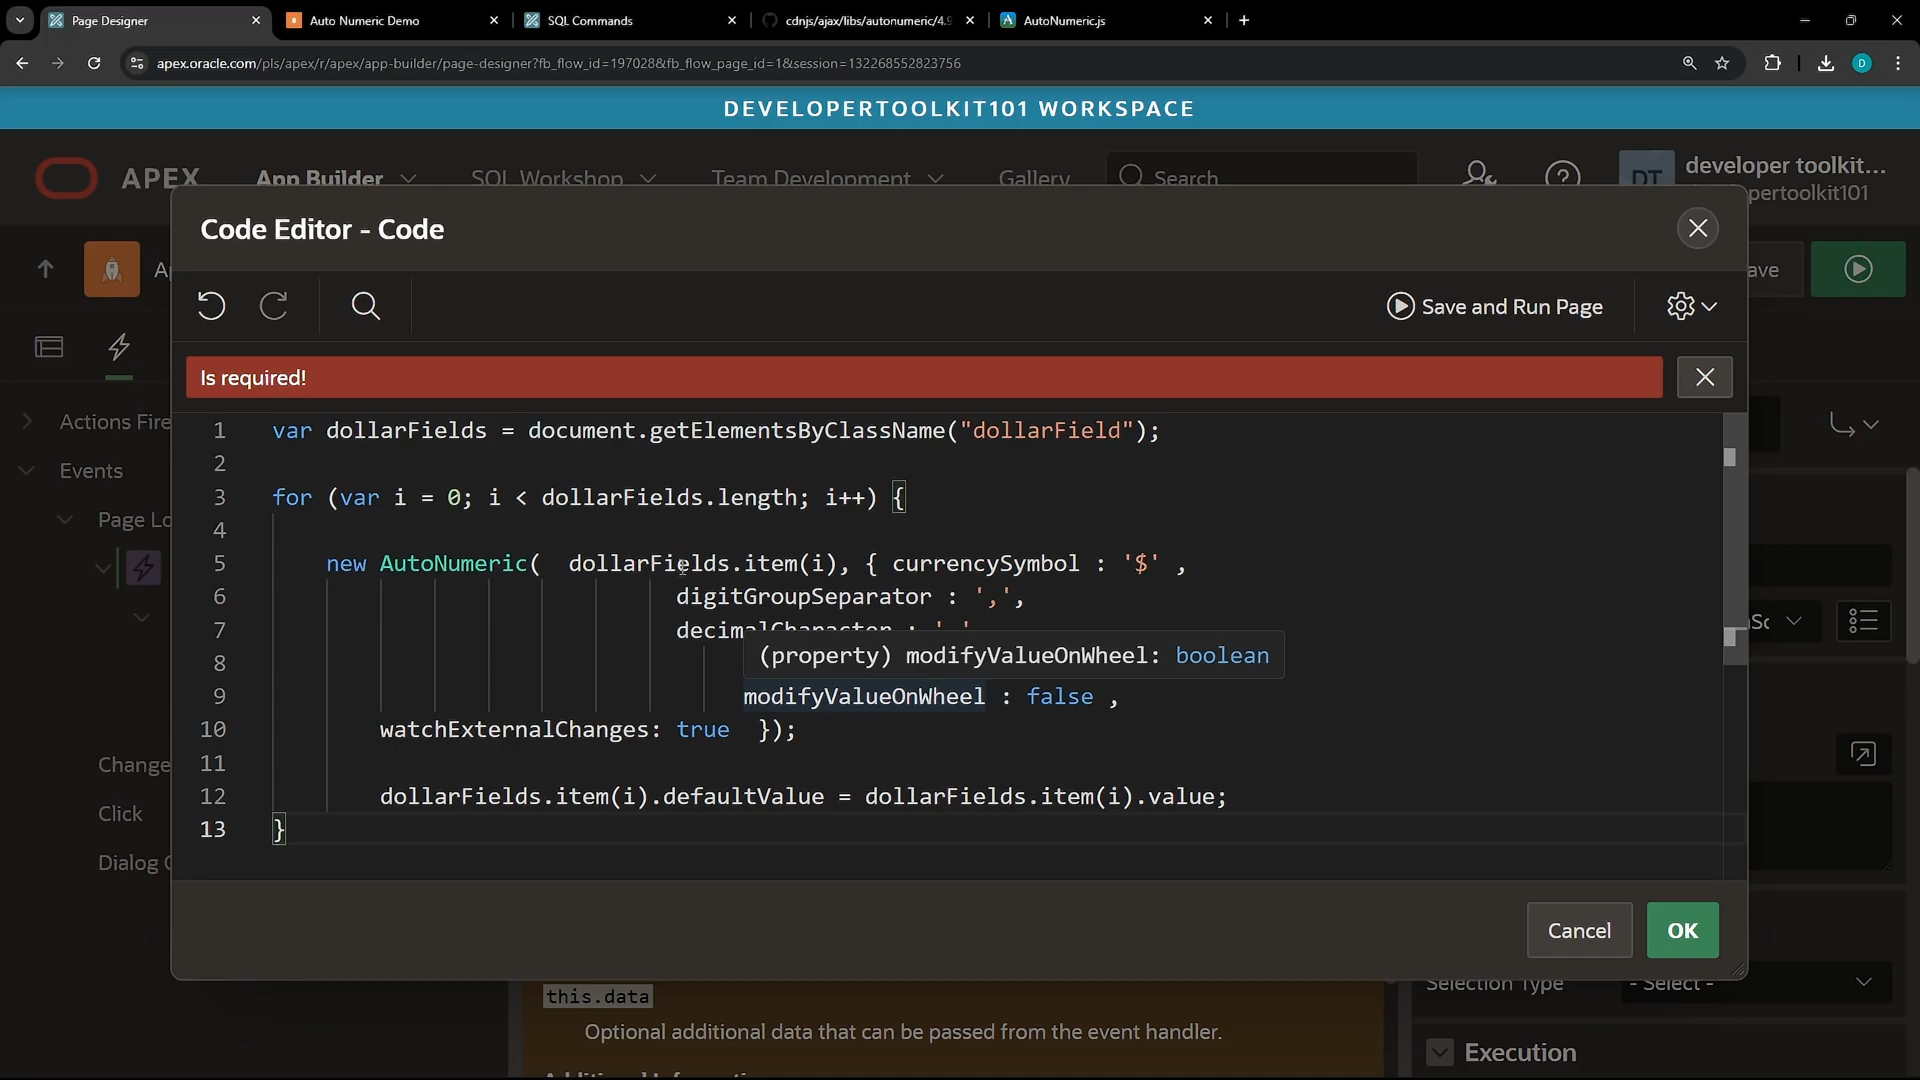 Page Designer
Auto Numeric Demo
SQL Commands
cdnjs/ajax/libs/autonumeric/4.9
AutoNumeric.js
apex.oracle.com/pls/apex/r/apex/app-builder/page-designer?fb_flow_id=197028&fb_flow_page_id=1&session=132268552823756
D
DEVELOPERTOOLKIT101 WORKSPACE
APEX
App Builder
SQL Workshop
Team Development
Gallery
Search
DT
developer toolkit...
pertoolkit101
Code Editor - Code
Save and Run Page
Is required!
1 var dollarFields = document.getElementsByClassName("dollarField");
2
3 for (var i = 0; i < dollarFields.length; i++) {
4
5 new AutoNumeric( dollarFields.item(i), { currencySymbol : '$' ,
6 digitGroupSeparator : ',',
7 decimalCharacter :
8 (property) modifyValueOnWheel: boolean
9 modifyValueOnWheel : false ,
10 watchExternalChanges: true });
11
12 dollarFields.item(i).defaultValue = dollarFields.item(i).value;
13 }
Actions Fire
Events
Page Lo
Change
Click
Dialog
Cancel
OK
this.data
Optional additional data that can be passed from the event handler.
Selection Type
- Select -
Execution